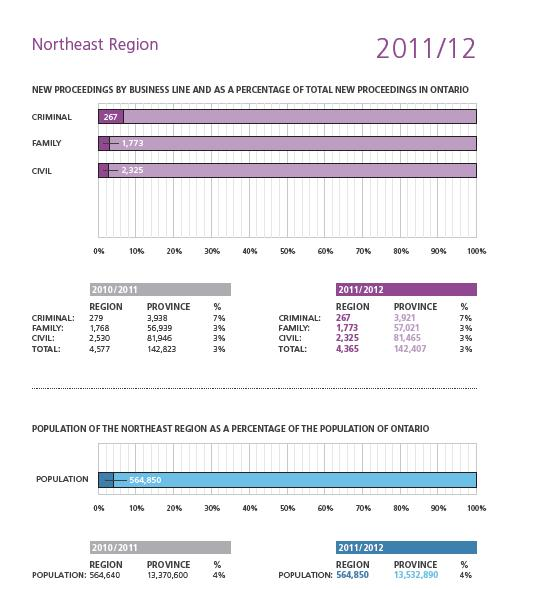 Northeast Region
2011/12
NEW PROCEEDINGS BY BUSINESS LINE AND AS A PERCENTAGE OF TOTAL NEW PROCEEDINGS IN ONTARIO
CRIMINAL 267
FAMILY 1,773
CIVIL 2,325
0% 10% 20% 30% 40% 50% 60% 70% 80% 90% 100%
2010/2011
REGION PROVINCE %
CRIMINAL: 279 3,938 7%
FAMILY: 1,768 56,939 3%
CIVIL: 2,530 81,946 3%
TOTAL: 4,577 142,823 3%
2011/2012
REGION PROVINCE %
CRIMINAL: 267 3,921 7%
FAMILY: 1,773 57,021 3%
CIVIL: 2,325 81,465 3%
TOTAL: 4,365 142,407 3%
POPULATION OF THE NORTHEAST REGION AS A PERCENTAGE OF THE POPULATION OF ONTARIO
POPULATION 564,850
0% 10% 20% 30% 40% 50% 60% 70% 80% 90% 100%
2010/2011
REGION PROVINCE %
POPULATION: 564,640 13,370,600 4%
2011/2012
REGION PROVINCE %
POPULATION: 564,850 13,532,890 4%